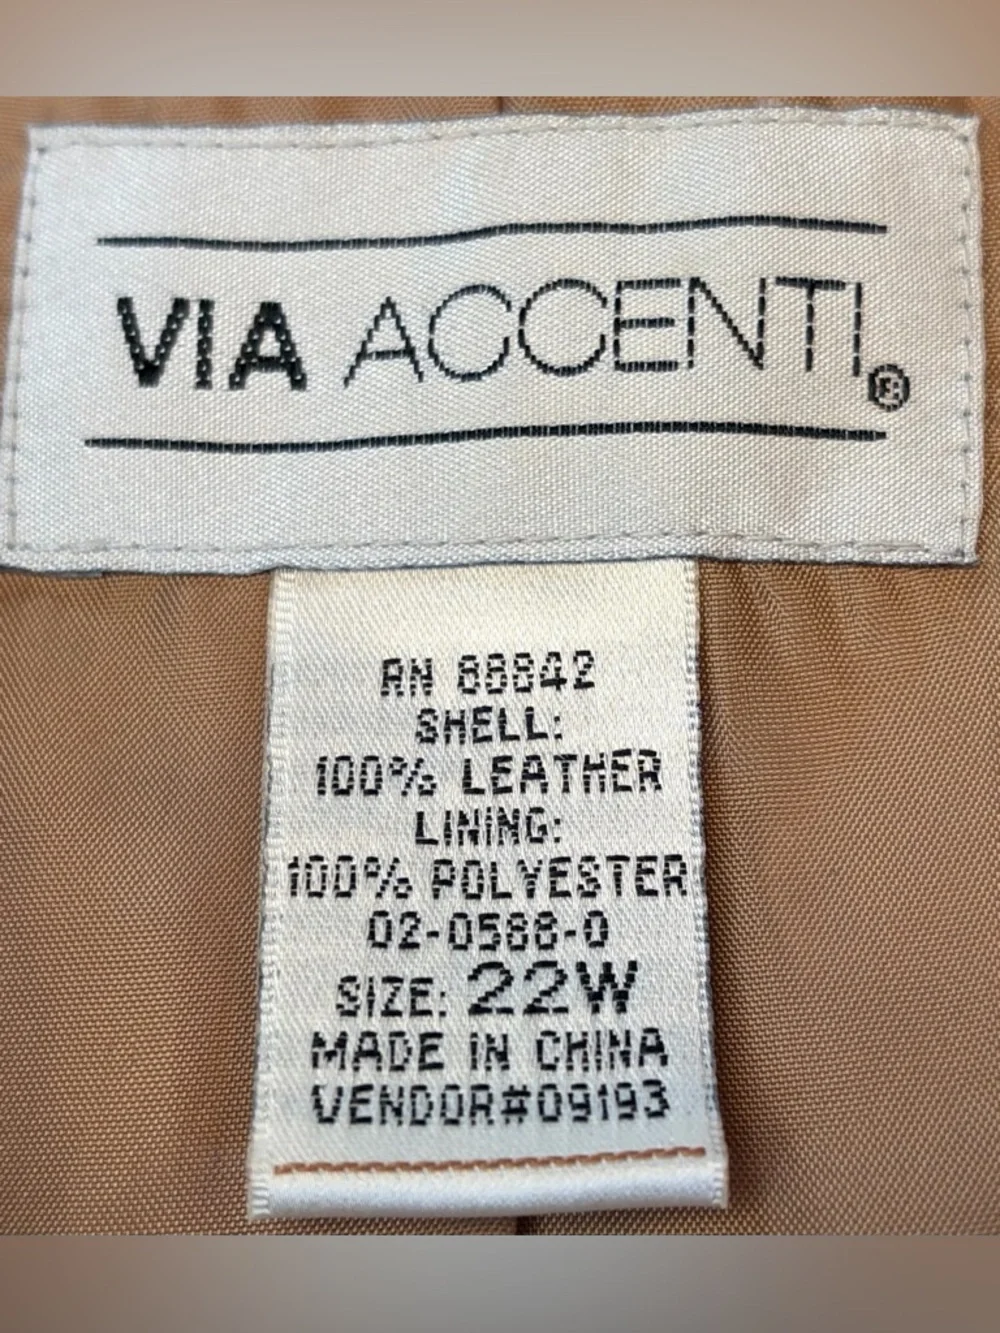 VIA ACCENTI®
RN 88842
SHELL:
100% LEATHER
LINING:
100% POLYESTER
02-0588-0
SIZE: 22W
MADE IN CHINA
VENDOR#09193